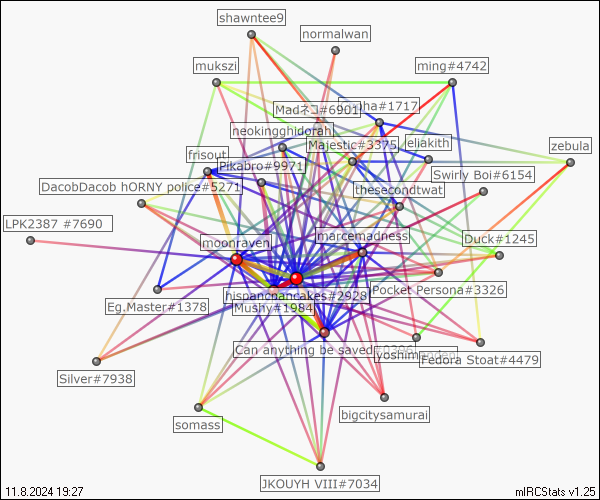 shawntee9
normalwan
mukszi
ming#4742
Madネコ#6901
ha#1717
neokingghidorah
Majestic#3375
eliakith
zebula
frisout
Pikabro#9971
Swirly Boi#6154
DacobDacob hORNY police#5271
thesecondtwat
LPK2387 #7690
moonraven
marcemadness
Duck#1245
hispanchancakes#2928
Pocket Persona#3326
Eg.Master#1378
Mushy#1984
Can anything be saved
Fedora Stoat#4479
Silver#7938
bigcitysamurai
somass
JKOUYH VIII#7034
11.8.2024 19:27
mIRCStats v1.25